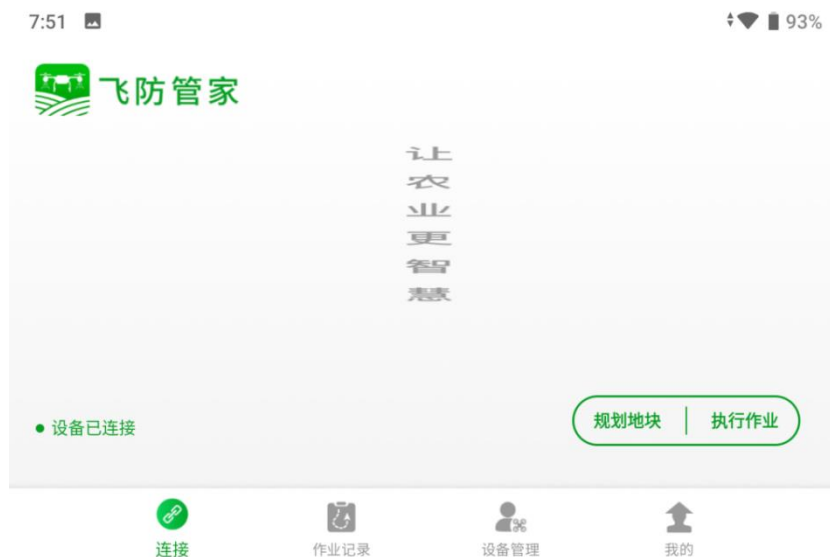 7:51
93%
飞防管家
让
农
业
更
智
慧
设备已连接
规划地块
执行作业
连接
作业记录
设备管理
我的